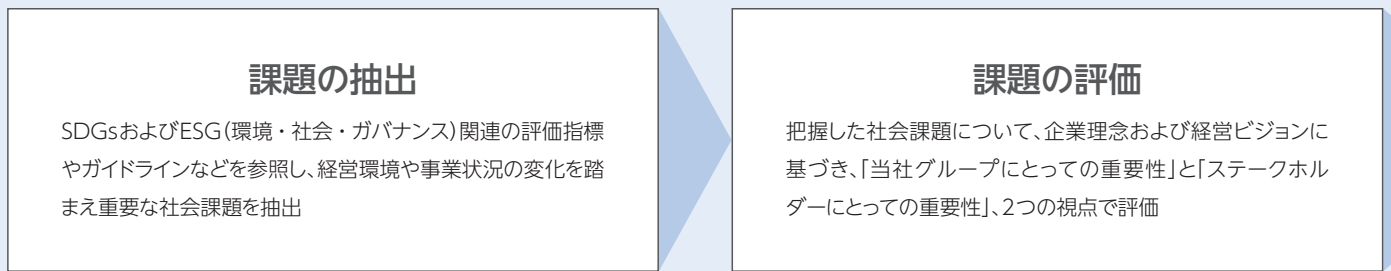 課題の抽出
SDGsおよびESG(環境・社会・ガバナンス)関連の評価指標
やガイドラインなどを参照し、経営環境や事業状況の変化を踏
まえ重要な社会課題を抽出
課題の評価
把握した社会課題について、企業理念および経営ビジョンに
基づき、「当社グループにとっての重要性」と「ステークホル
ダーにとっての重要性」、2つの視点で評価